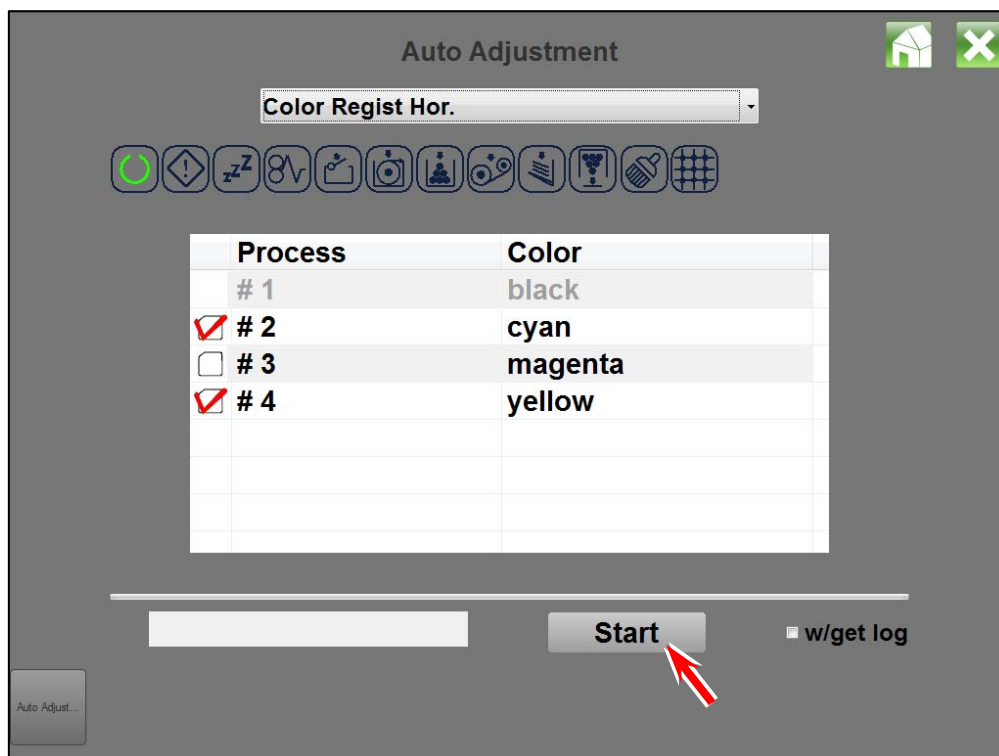 Auto Adjustment
Color Regist Hor.
zzZ
Process Color
# 1 black
# 2 cyan
# 3 magenta
# 4 yellow
Start
w/get log
Auto Adjust...